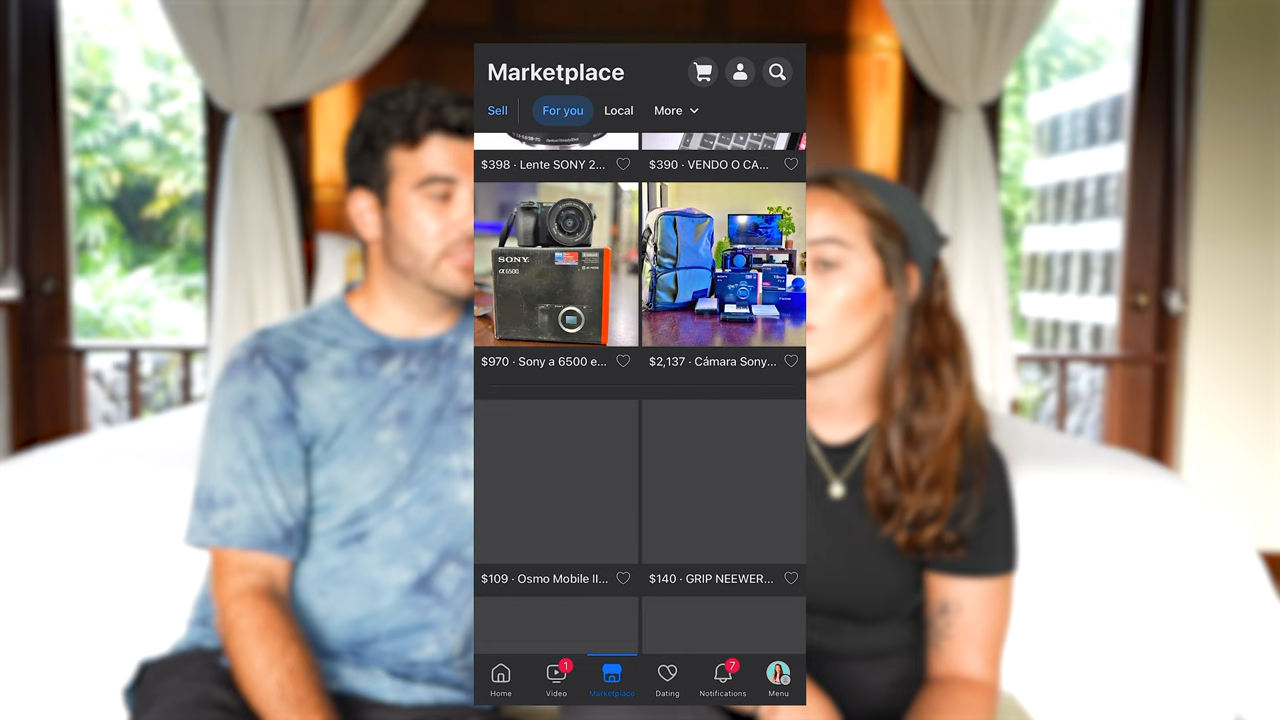 Marketplace
Sell
For you
Local
More
$398 · Lente SONY 2...
$390 · VENDO O CA...
SONY
α6500
$970 · Sony a 6500 e...
$2,137 · Cámara Sony...
$109 · Osmo Mobile II...
$140 · GRIP NEEWER...
1
7
Home
Video
Marketplace
Dating
Notifications
Menu